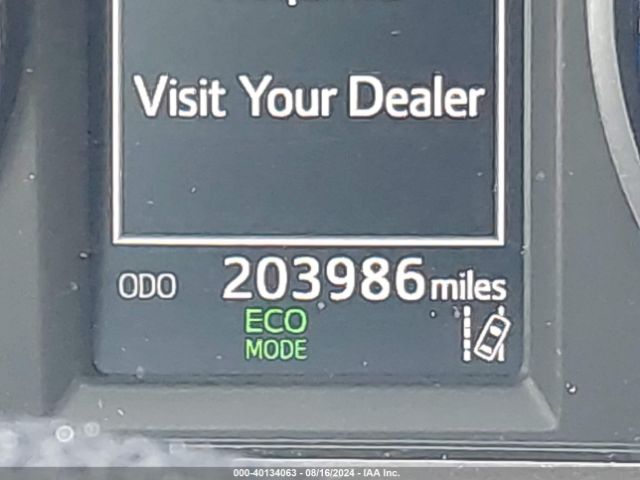 Visit Your Dealer
ODO 203986 miles
ECO
MODE
000-40134063 - 08/16/2024 - IAA Inc.